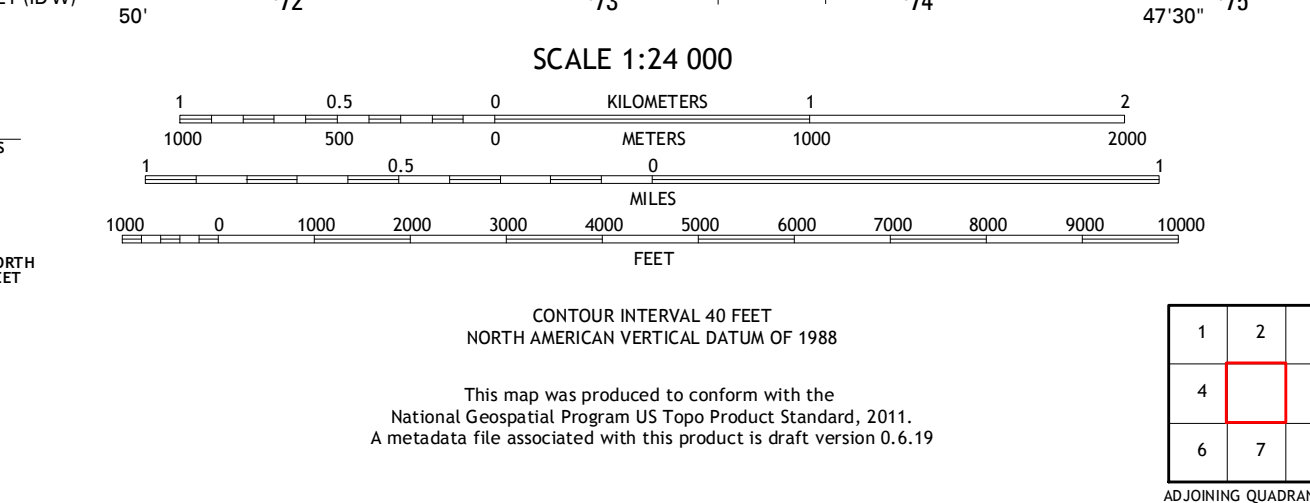 (ID W)
50'
72
73
74
47'30"
75
SCALE 1:24 000
1 0.5 0 KILOMETERS 1 2
1000 500 0 METERS 1000 2000
1 0.5 0 1
MILES
1000 0 1000 2000 3000 4000 5000 6000 7000 8000 9000 10000
FEET
CONTOUR INTERVAL 40 FEET
NORTH AMERICAN VERTICAL DATUM OF 1988
This map was produced to conform with the
National Geospatial Program US Topo Product Standard, 2011.
A metadata file associated with this product is draft version 0.6.19
1 2
4
6 7
ADJOINING